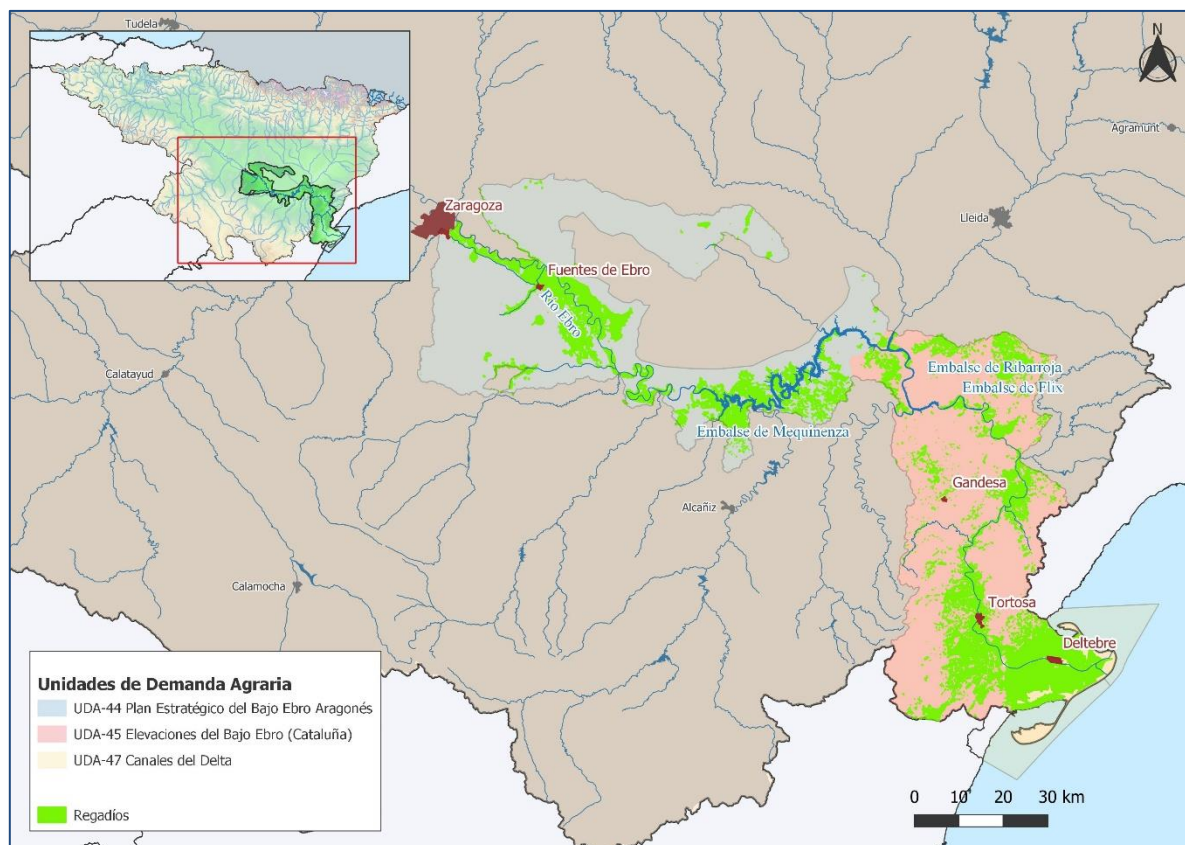 Tudela
N
Agramunt
Zaragoza
Lleida
Fuentes de Ebro
Río Ebro
Calatayud
Embalse de Ribarroja
Embalse de Flix
Embalse de Mequinenza
Gandesa
Alcañiz
Calamocha
Tortosa
Deltebre
Unidades de Demanda Agraria
UDA-44 Plan Estratégico del Bajo Ebro Aragonés
UDA-45 Elevaciones del Bajo Ebro (Cataluña)
UDA-47 Canales del Delta
Regadíos
0 10 20 30 km